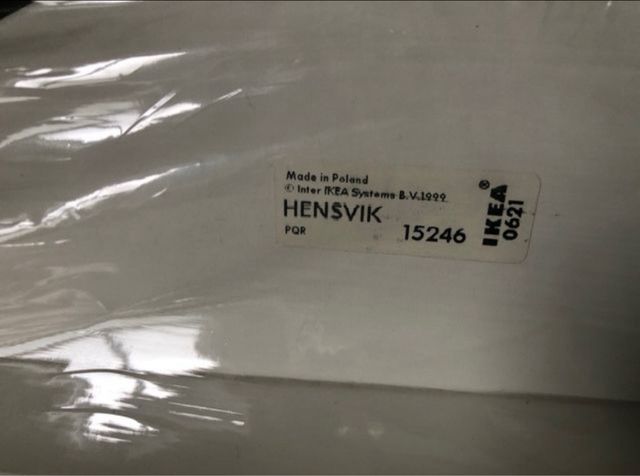 Made in Poland
© Inter IKEA Systems B.V.1999
HENSVIK
PQR 15246
IKEA®
0621